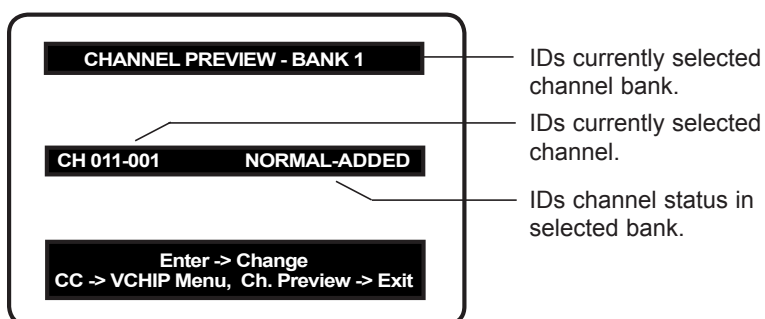 CHANNEL PREVIEW - BANK 1
IDs currently selected
channel bank.
IDs currently selected
channel.
CH 011-001 NORMAL-ADDED
IDs channel status in
selected bank.
Enter -> Change
CC -> VCHIP Menu, Ch. Preview -> Exit